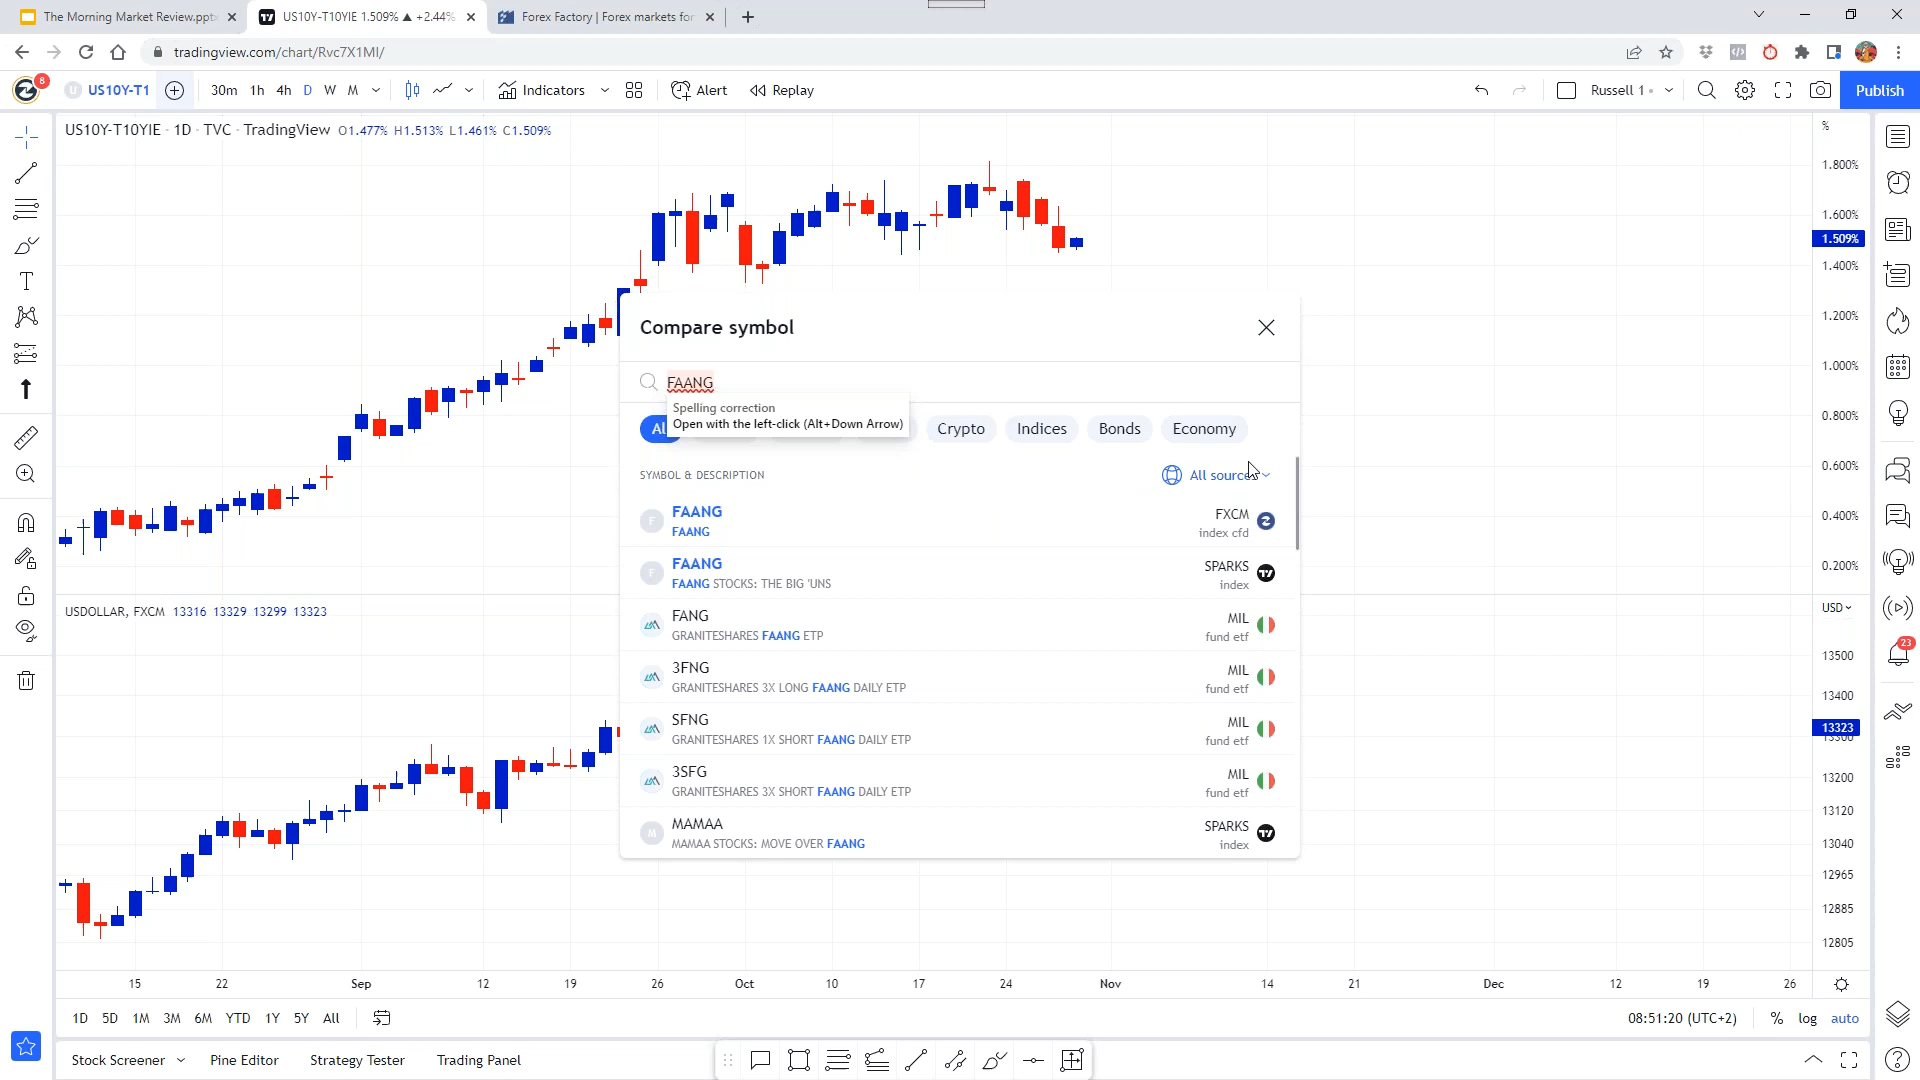 The Morning Market Review.ppt
US10Y-T10YIE 1.509% ▲ +2.44%
Forex Factory | Forex markets for
tradingview.com/chart/Rvc7X1MI/
8
U US10Y-T1
30m 1h 4h D W M
Indicators
Alert
Replay
Russell 1
Publish
US10Y-T10YIE · 1D · TVC · TradingView O1.477% H1.513% L1.461% C1.509%
%
1.800%
1.600%
1.509%
1.400%
1.200%
1.000%
0.800%
0.600%
0.400%
0.200%
Compare symbol
FAANG
Spelling correction
Open with the left-click (Alt+Down Arrow)
Crypto Indices Bonds Economy
SYMBOL & DESCRIPTION
All source
F FAANG
FAANG
FXCM
index cfd
F FAANG
FAANG STOCKS: THE BIG 'UNS
SPARKS
index
FANG
GRANITESHARES FAANG ETP
MIL
fund etf
3FNG
GRANITESHARES 3X LONG FAANG DAILY ETP
MIL
fund etf
SFNG
GRANITESHARES 1X SHORT FAANG DAILY ETP
MIL
fund etf
3SFG
GRANITESHARES 3X SHORT FAANG DAILY ETP
MIL
fund etf
M MAMAA
MAMAA STOCKS: MOVE OVER FAANG
SPARKS
index
USDOLLAR, FXCM 13316 13329 13299 13323
USD
13500
13400
13323
13200
13120
13040
12965
12885
12805
23
15 22 Sep 12 19 26 Oct 10 17 24 Nov 14 21 Dec 12 19 26
1D 5D 1M 3M 6M YTD 1Y 5Y All
08:51:20 (UTC+2) % log auto
Stock Screener Pine Editor Strategy Tester Trading Panel